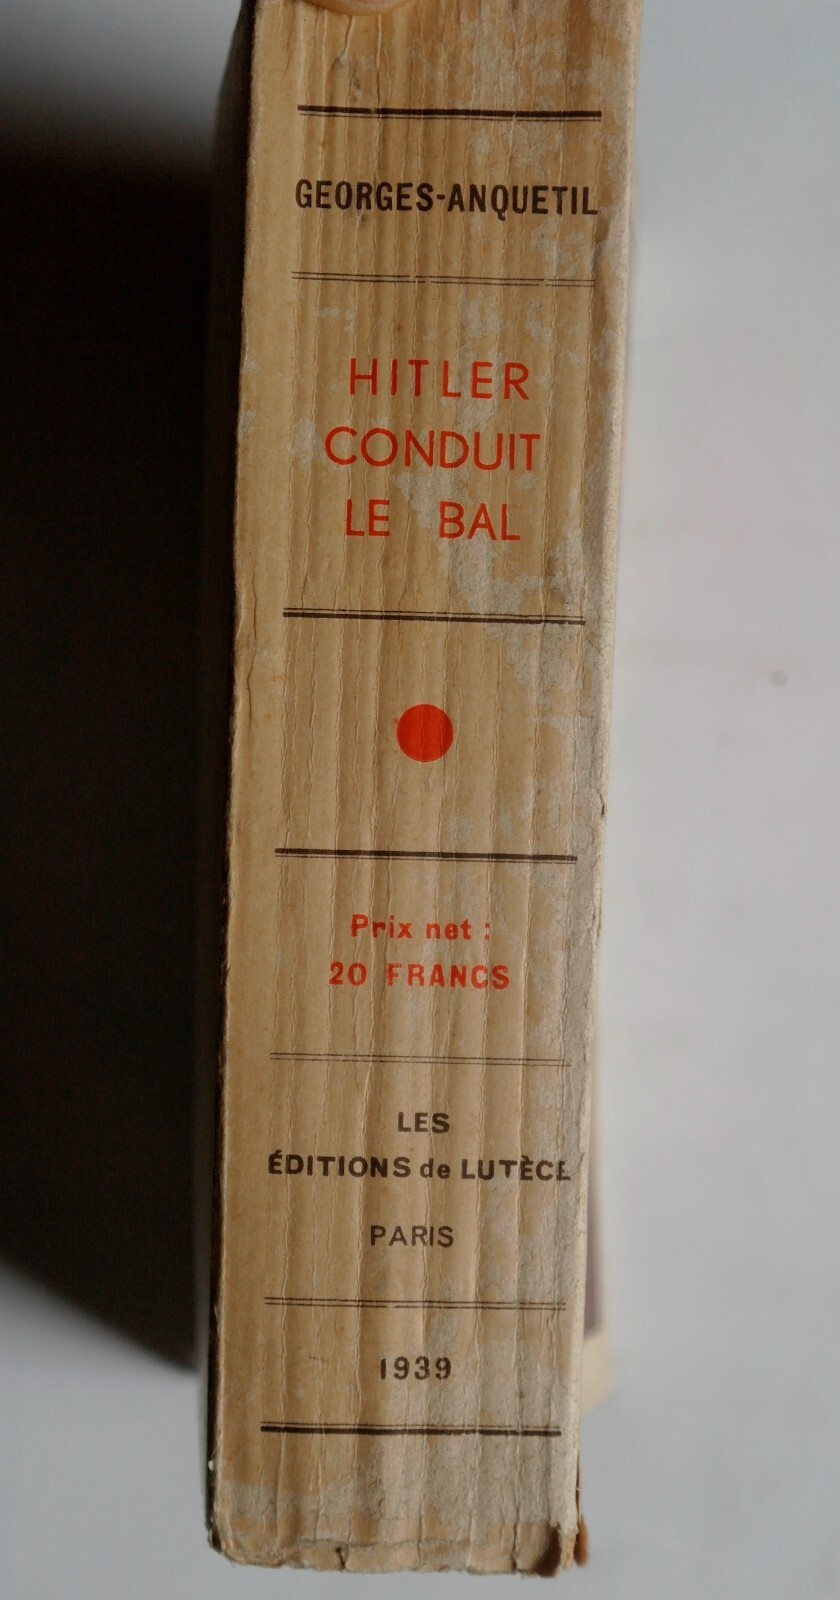 GEORGES-ANQUETIL
HITLER
CONDUIT
LE BAL
Prix net :
20 FRANCS
LES
ÉDITIONS de LUTÈCE
PARIS
1939